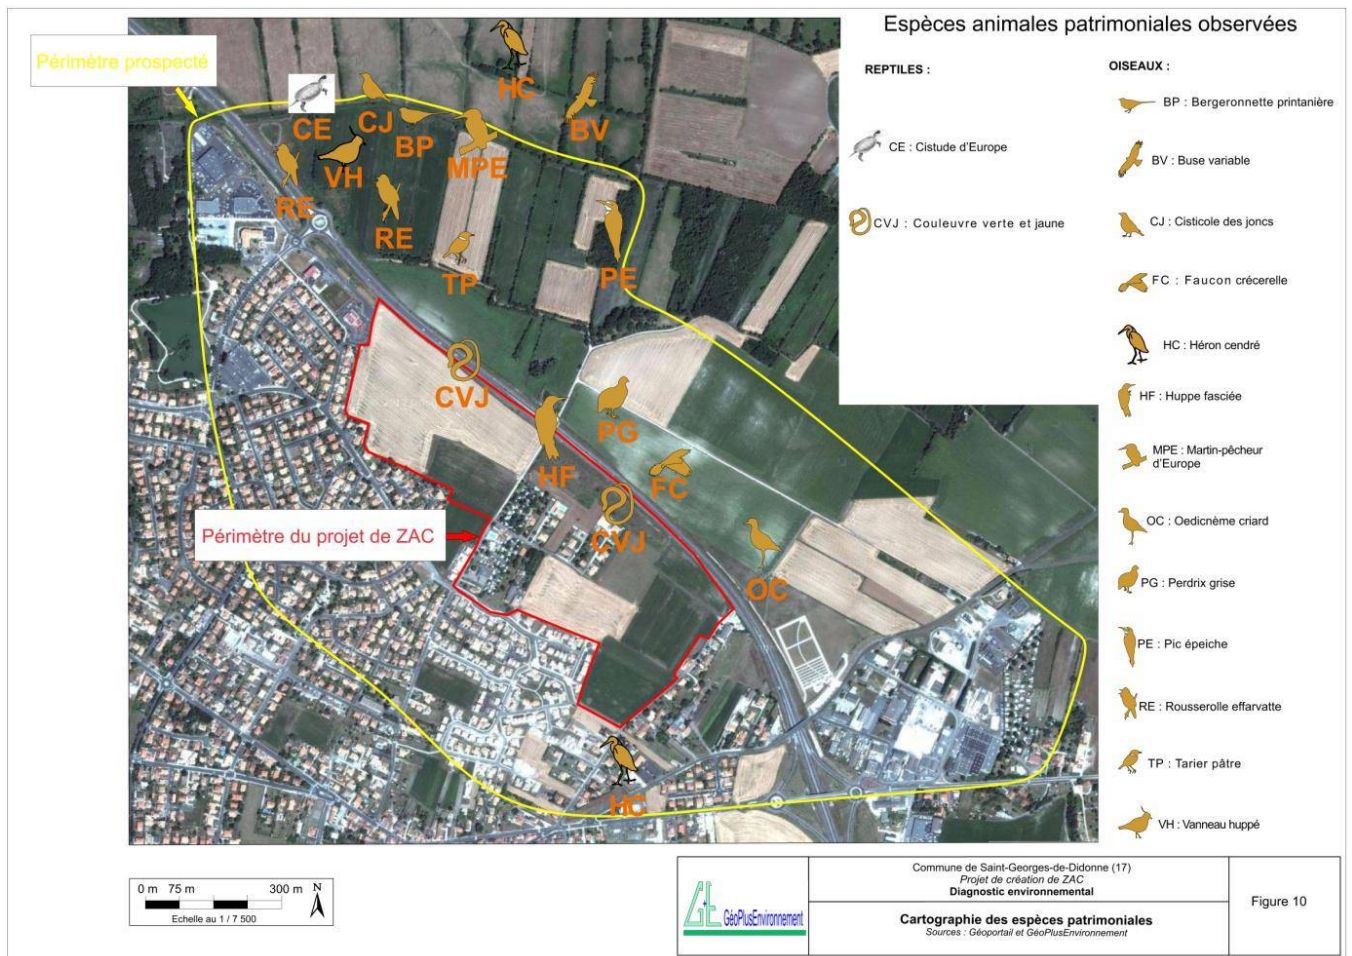 Espèces animales patrimoniales observées
Périmètre prospecté
REPTILES :
OISEAUX :
CE : Cistude d'Europe
CVJ : Couleuvre verte et jaune
BP : Bergeronnette printanière
BV : Buse variable
CJ : Cisticole des joncs
FC : Faucon crécerelle
HC : Héron cendré
HF : Huppe fasciée
MPE : Martin-pêcheur
d'Europe
OC : Oedicnème criard
PG : Perdrix grise
PE : Pic épeiche
RE : Rousserolle effarvatte
TP : Tarier pâtre
VH : Vanneau huppé
HC
CE
CJ
BP
BV
MPE
VH
RE
RE
TP
PE
CVJ
PG
HF
FC
CVJ
OC
HC
Périmètre du projet de ZAC
0 m 75 m 300 m N
Echelle au 1 / 7 500
GE
GéoPlusEnvironnement
Commune de Saint-Georges-de-Didonne (17)
Projet de création de ZAC
Diagnostic environnemental
Cartographie des espèces patrimoniales
Sources : Géoportail et GéoPlusEnvironnement
Figure 10